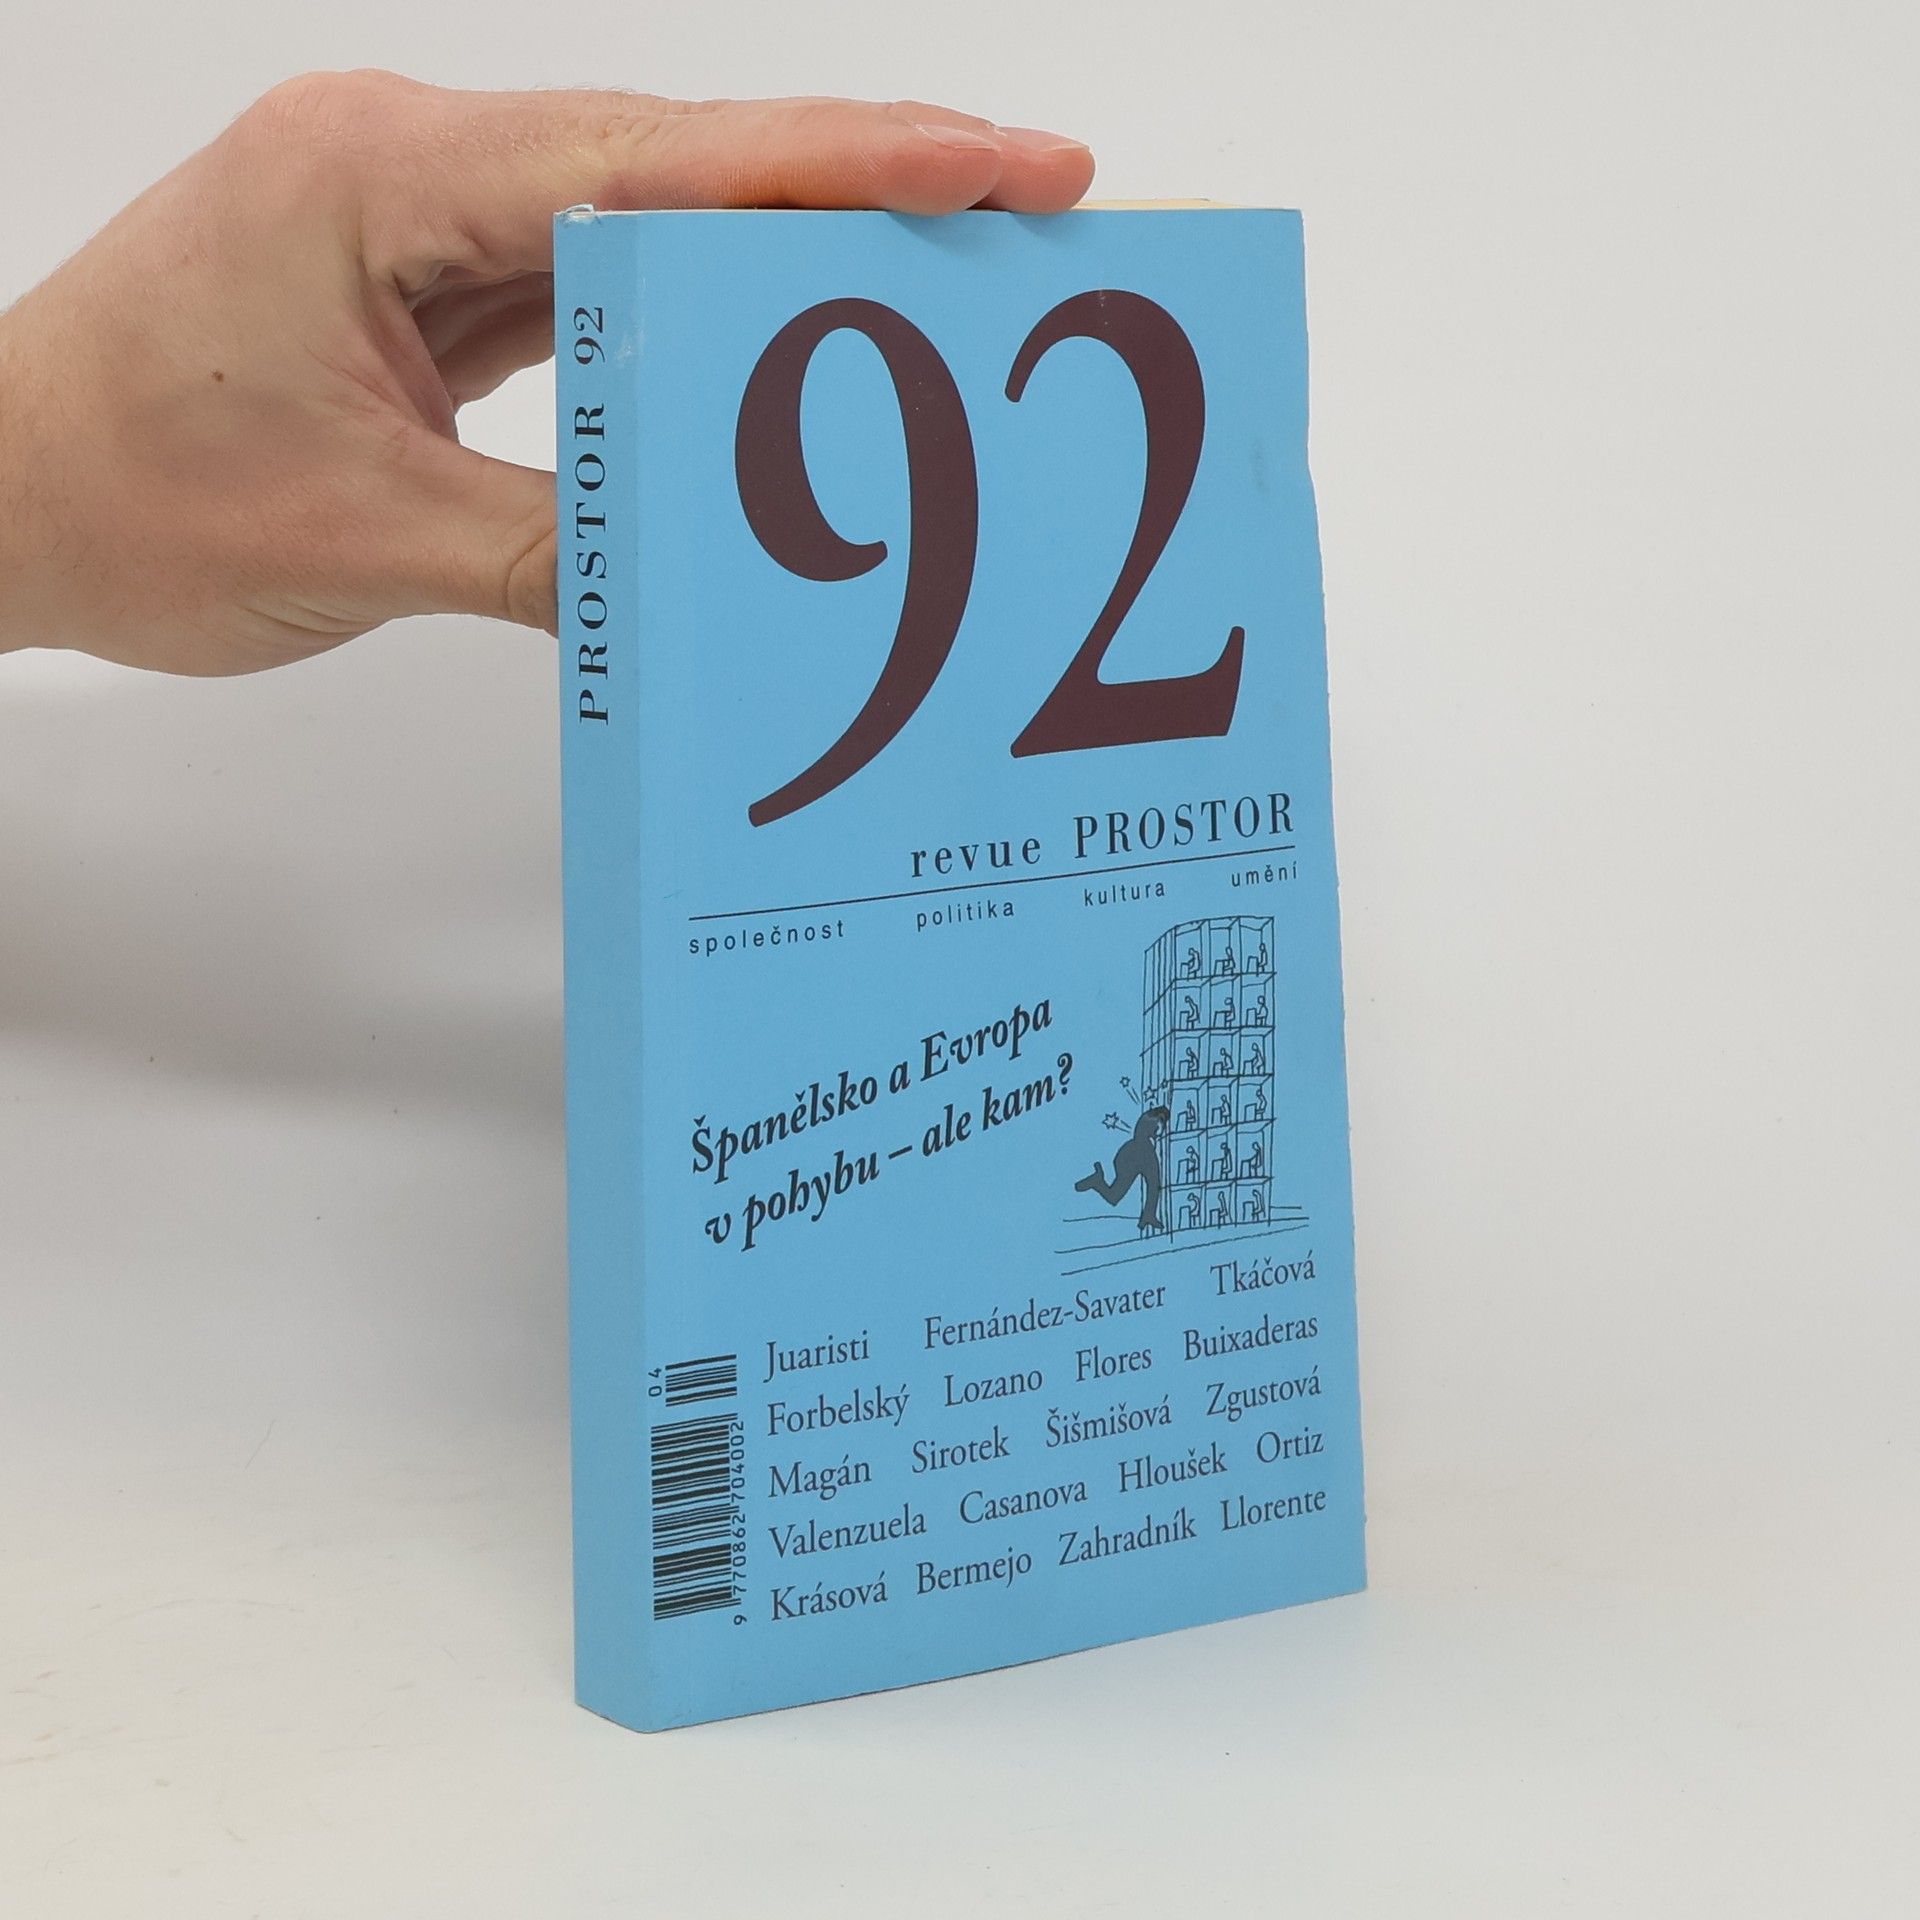 PROSTOR 92
92
revue PROSTOR
společnost politika kultura umění
Španělsko a Evropa
v pohybu – ale kam?
Juaristi Fernández-Savater Tkáčová
Forbelský Lozano Flores Buixaderas
Magán Sirotek Šišmišová Zgustová
Valenzuela Casanova Hloušek Ortiz
Krásová Bermejo Zahradník Llorente
04
9 770862 704002